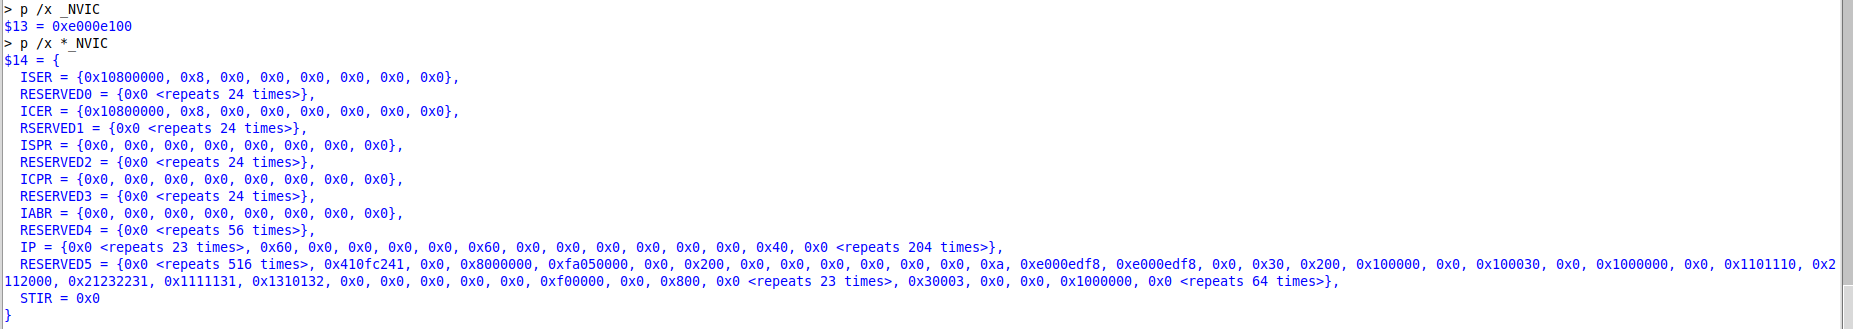 > p /x _NVIC
$13 = 0xe000e100
> p /x *_NVIC
$14 = {
  ISER = {0x10800000, 0x8, 0x0, 0x0, 0x0, 0x0, 0x0, 0x0},
  RESERVED0 = {0x0 <repeats 24 times>},
  ICER = {0x10800000, 0x8, 0x0, 0x0, 0x0, 0x0, 0x0, 0x0},
  RSERVED1 = {0x0 <repeats 24 times>},
  ISPR = {0x0, 0x0, 0x0, 0x0, 0x0, 0x0, 0x0, 0x0},
  RESERVED2 = {0x0 <repeats 24 times>},
  ICPR = {0x0, 0x0, 0x0, 0x0, 0x0, 0x0, 0x0, 0x0},
  RESERVED3 = {0x0 <repeats 24 times>},
  IABR = {0x0, 0x0, 0x0, 0x0, 0x0, 0x0, 0x0, 0x0},
  RESERVED4 = {0x0 <repeats 56 times>},
  IP = {0x0 <repeats 23 times>, 0x60, 0x0, 0x0, 0x0, 0x0, 0x60, 0x0, 0x0, 0x0, 0x0, 0x0, 0x0, 0x40, 0x0 <repeats 204 times>},
  RESERVED5 = {0x0 <repeats 516 times>, 0x410fc241, 0x0, 0x8000000, 0xfa050000, 0x0, 0x200, 0x0, 0x0, 0x0, 0x0, 0x0, 0x0, 0xa, 0xe000edf8, 0xe000edf8, 0x0, 0x30, 0x200, 0x100000, 0x0, 0x100030, 0x0, 0x1000000, 0x0, 0x1101110, 0x2
112000, 0x21232231, 0x1111131, 0x1310132, 0x0, 0x0, 0x0, 0x0, 0x0, 0xf00000, 0x0, 0x800, 0x0 <repeats 23 times>, 0x30003, 0x0, 0x0, 0x1000000, 0x0 <repeats 64 times>},
  STIR = 0x0
}